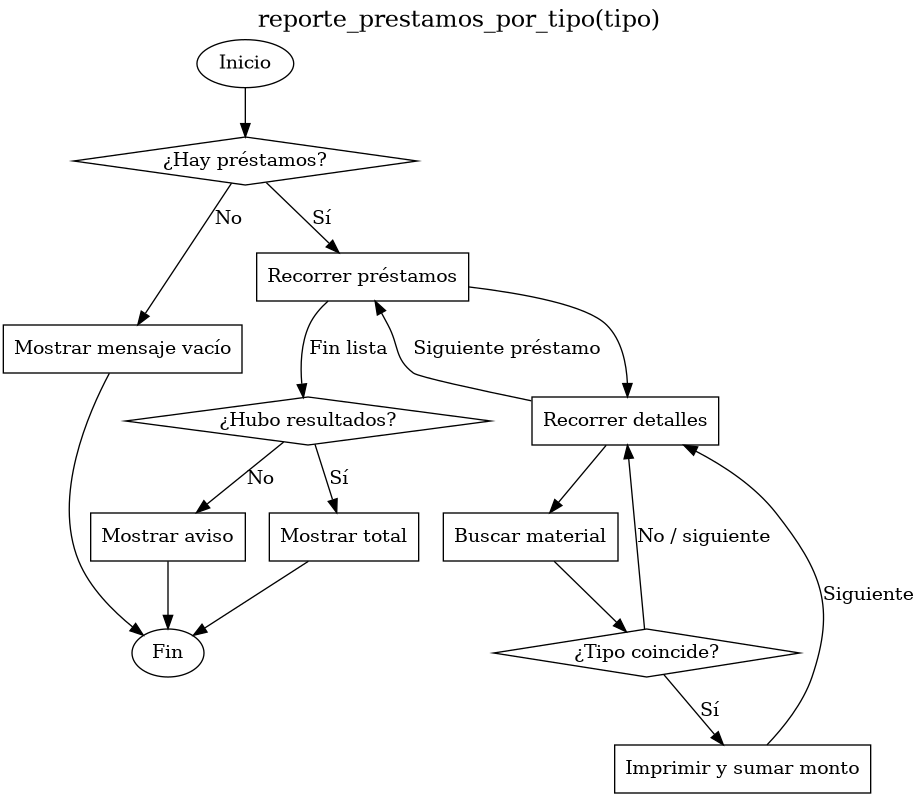 reporte_prestamos_por_tipo(tipo)
Inicio
¿Hay préstamos?
No
Sí
Recorrer préstamos
Mostrar mensaje vacío
Fin lista
Siguiente préstamo
¿Hubo resultados?
Recorrer detalles
No
Sí
Mostrar aviso
Mostrar total
Buscar material
No / siguiente
Siguiente
Fin
¿Tipo coincide?
Sí
Imprimir y sumar monto